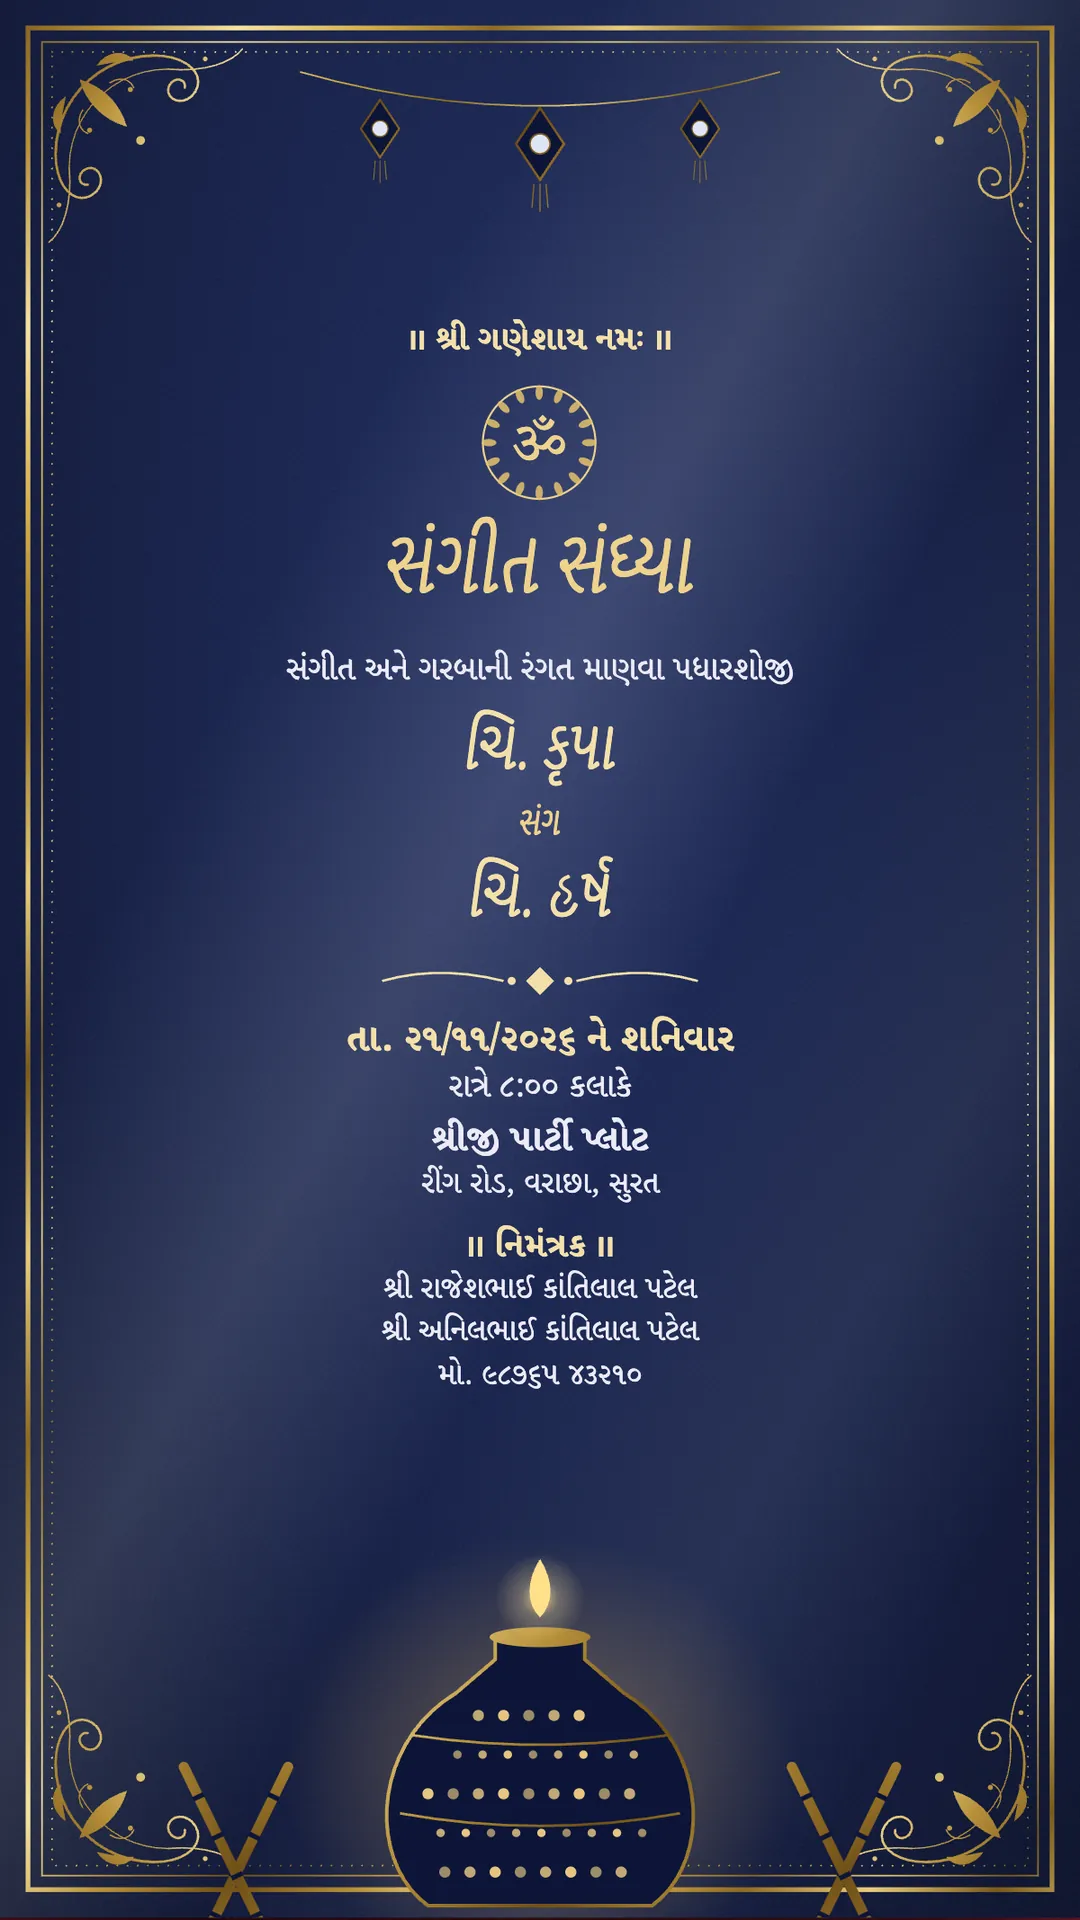 ॥ શ્રી ગણેશાય નમઃ ॥
ૐ
સંગીત સંધ્યા
સંગીત અને ગરબાની રંગત માણવા પધારશોજી
ચિ. કૃપા
સંગ
ચિ. હર્ષ
તા. ૨૧/૧૧/૨૦૨૬ ને શનિવાર
રાત્રે ૮:૦૦ કલાકે
શ્રીજી પાર્ટી પ્લોટ
રીંગ રોડ, વરાછા, સુરત
॥ નિમંત્રક ॥
શ્રી રાજેશભાઈ કાંતિલાલ પટેલ
શ્રી અનિલભાઈ કાંતિલાલ પટેલ
મો. ૯૮૭૬૫ ૪૩૨૧૦